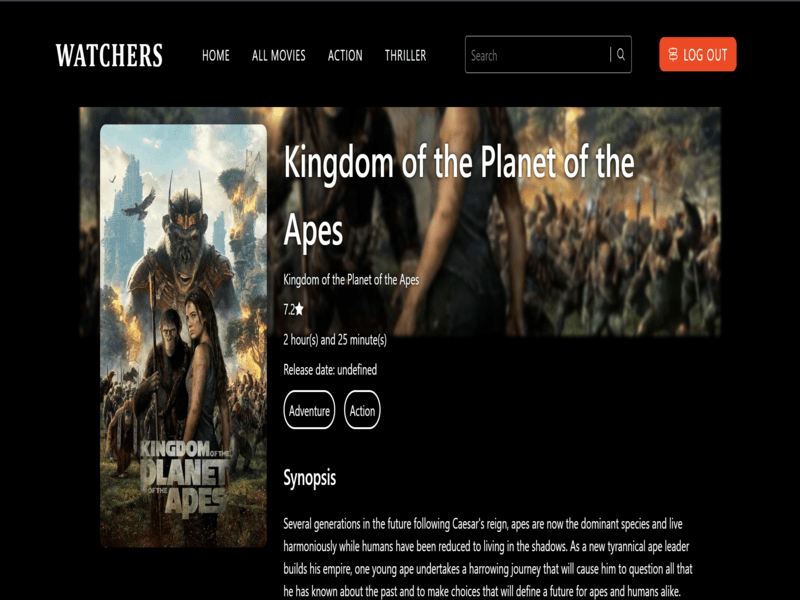 WATCHERS
HOME
ALL MOVIES
ACTION
THRILLER
Search
LOG OUT
Kingdom of the Planet of the
Apes
Kingdom of the Planet of the Apes
7.2
2 hour(s) and 25 minute(s)
Release date: undefined
Adventure
Action
KINGDOM OF THE
PLANET
OF THE APES
Synopsis
Several generations in the future following Caesar's reign, apes are now the dominant species and live
harmoniously while humans have been reduced to living in the shadows. As a new tyrannical ape leader
builds his empire, one young ape undertakes a harrowing journey that will cause him to question all that
he has known about the past and to make choices that will define a future for apes and humans alike.